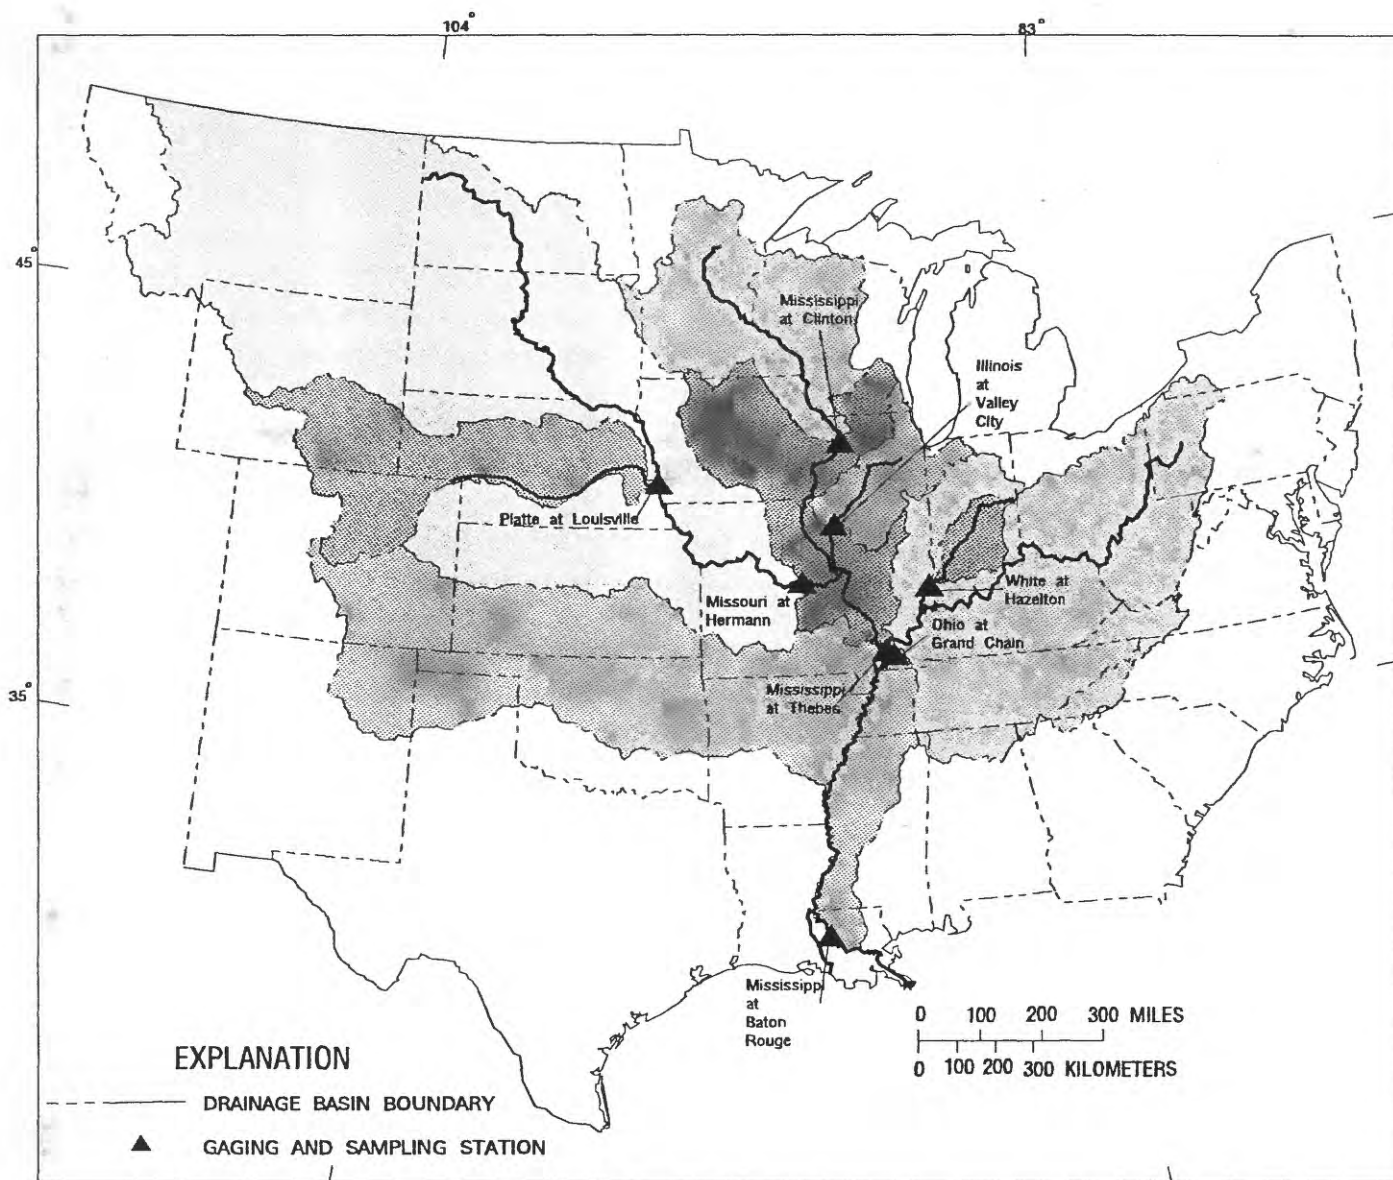 104°
83°
45°
35°
Mississippi
at Clinton
Illinois
at
Valley
City
Platte at Louisville
Missouri at
Hermann
White at
Hazelton
Ohio at
Grand Chain
Mississippi
at Thebes
Mississippi
at
Baton
Rouge
0 100 200 300 MILES
0 100 200 300 KILOMETERS
EXPLANATION
DRAINAGE BASIN BOUNDARY
GAGING AND SAMPLING STATION